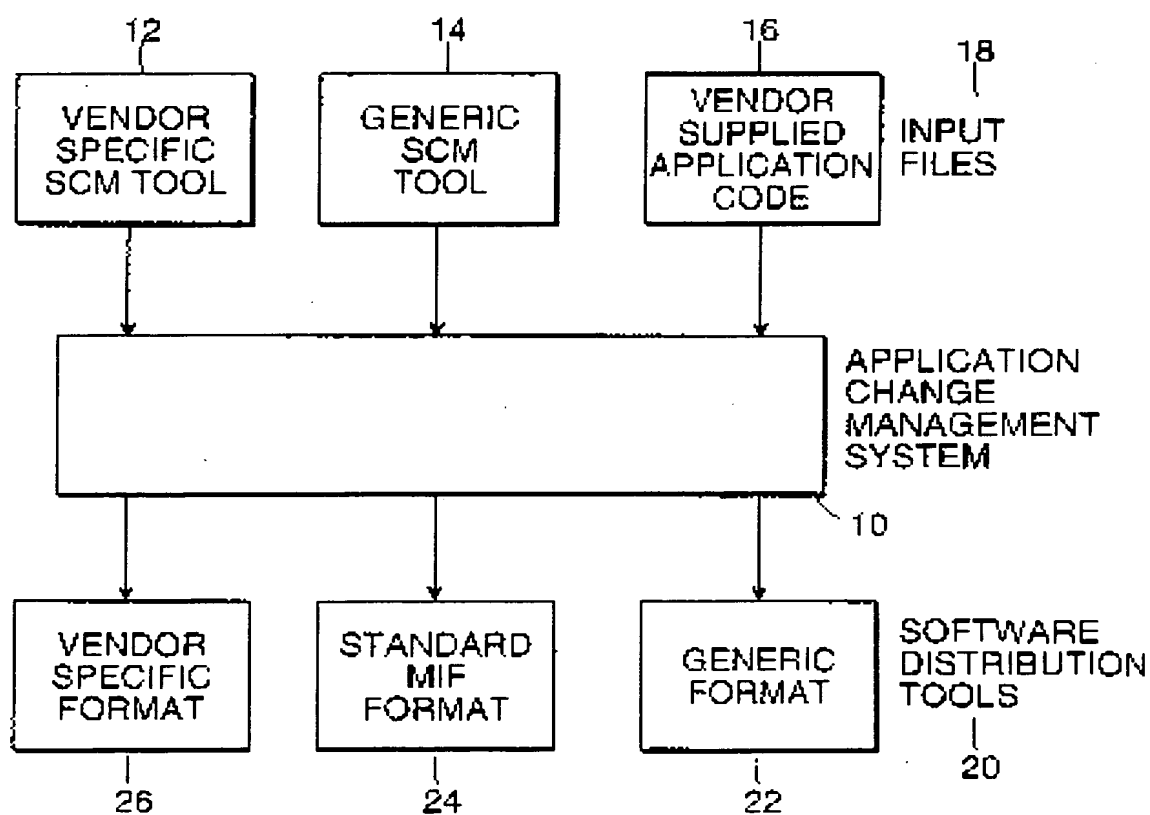 12
14
16
18
VENDOR
SPECIFIC
SCM TOOL
GENERIC
SCM
TOOL
VENDOR
SUPPLIED
APPLICATION
CODE
INPUT
FILES
APPLICATION
CHANGE
MANAGEMENT
SYSTEM
10
VENDOR
SPECIFIC
FORMAT
STANDARD
MIF
FORMAT
GENERIC
FORMAT
SOFTWARE
DISTRIBUTION
TOOLS
26
24
22
20